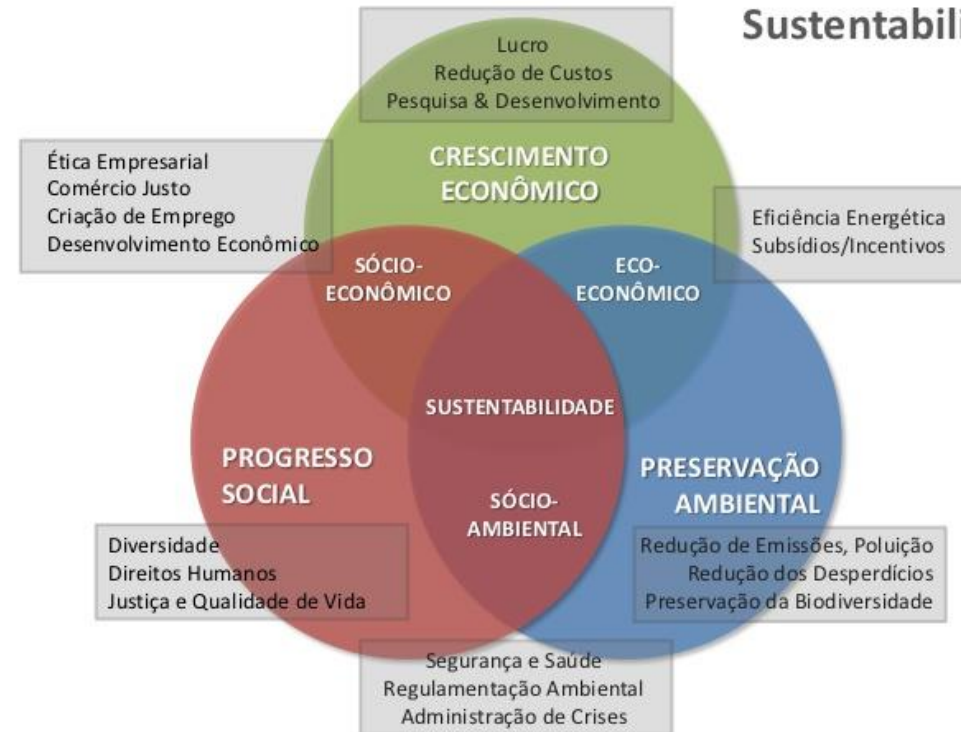 Sustentabili
Lucro
Redução de Custos
Pesquisa & Desenvolvimento
CRESCIMENTO
ECONÔMICO
Ética Empresarial
Comércio Justo
Criação de Emprego
Desenvolvimento Econômico
Eficiência Energética
Subsídios/Incentivos
SÓCIO-
ECONÔMICO
ECO-
ECONÔMICO
SUSTENTABILIDADE
PROGRESSO
SOCIAL
PRESERVAÇÃO
AMBIENTAL
SÓCIO-
AMBIENTAL
Diversidade
Direitos Humanos
Justiça e Qualidade de Vida
Redução de Emissões, Poluição
Redução dos Desperdícios
Preservação da Biodiversidade
Segurança e Saúde
Regulamentação Ambiental
Administração de Crises